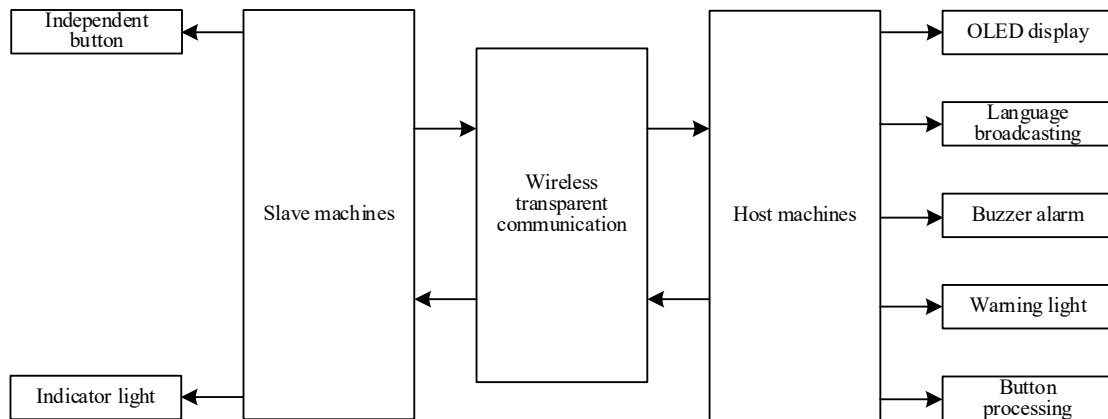 Independent
button
Indicator light
Slave machines
Wireless
transparent
communication
Host machines
OLED display
Language
broadcasting
Buzzer alarm
Warning light
Button
processing